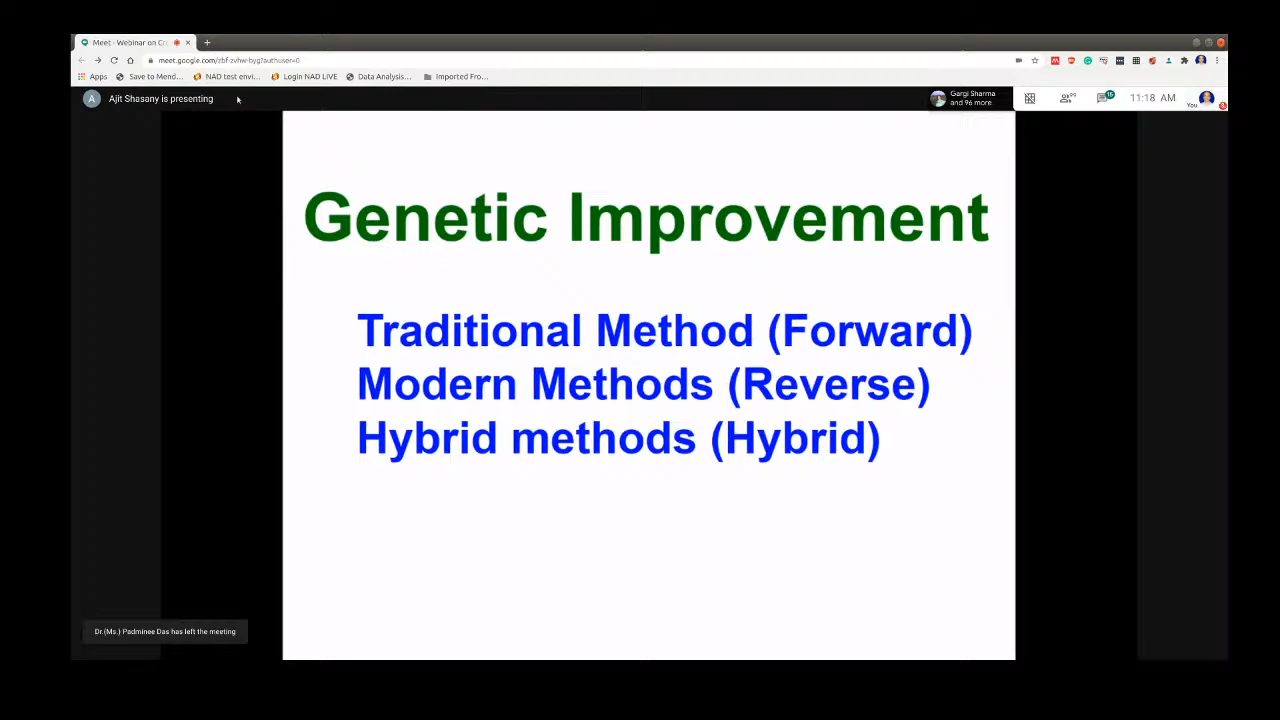 Meet - Webinar on Cr
meet.google.com/zbf-zvhw-byg?authuser=0
Apps Save to Mend... NAD test envi... Login NAD LIVE Data Analysis... Imported Fro...
A Ajit Shasany is presenting
Gargi Sharma
and 96 more
99
16
11:18 AM
You
Genetic Improvement
Traditional Method (Forward)
Modern Methods (Reverse)
Hybrid methods (Hybrid)
Dr.(Ms.) Padminee Das has left the meeting